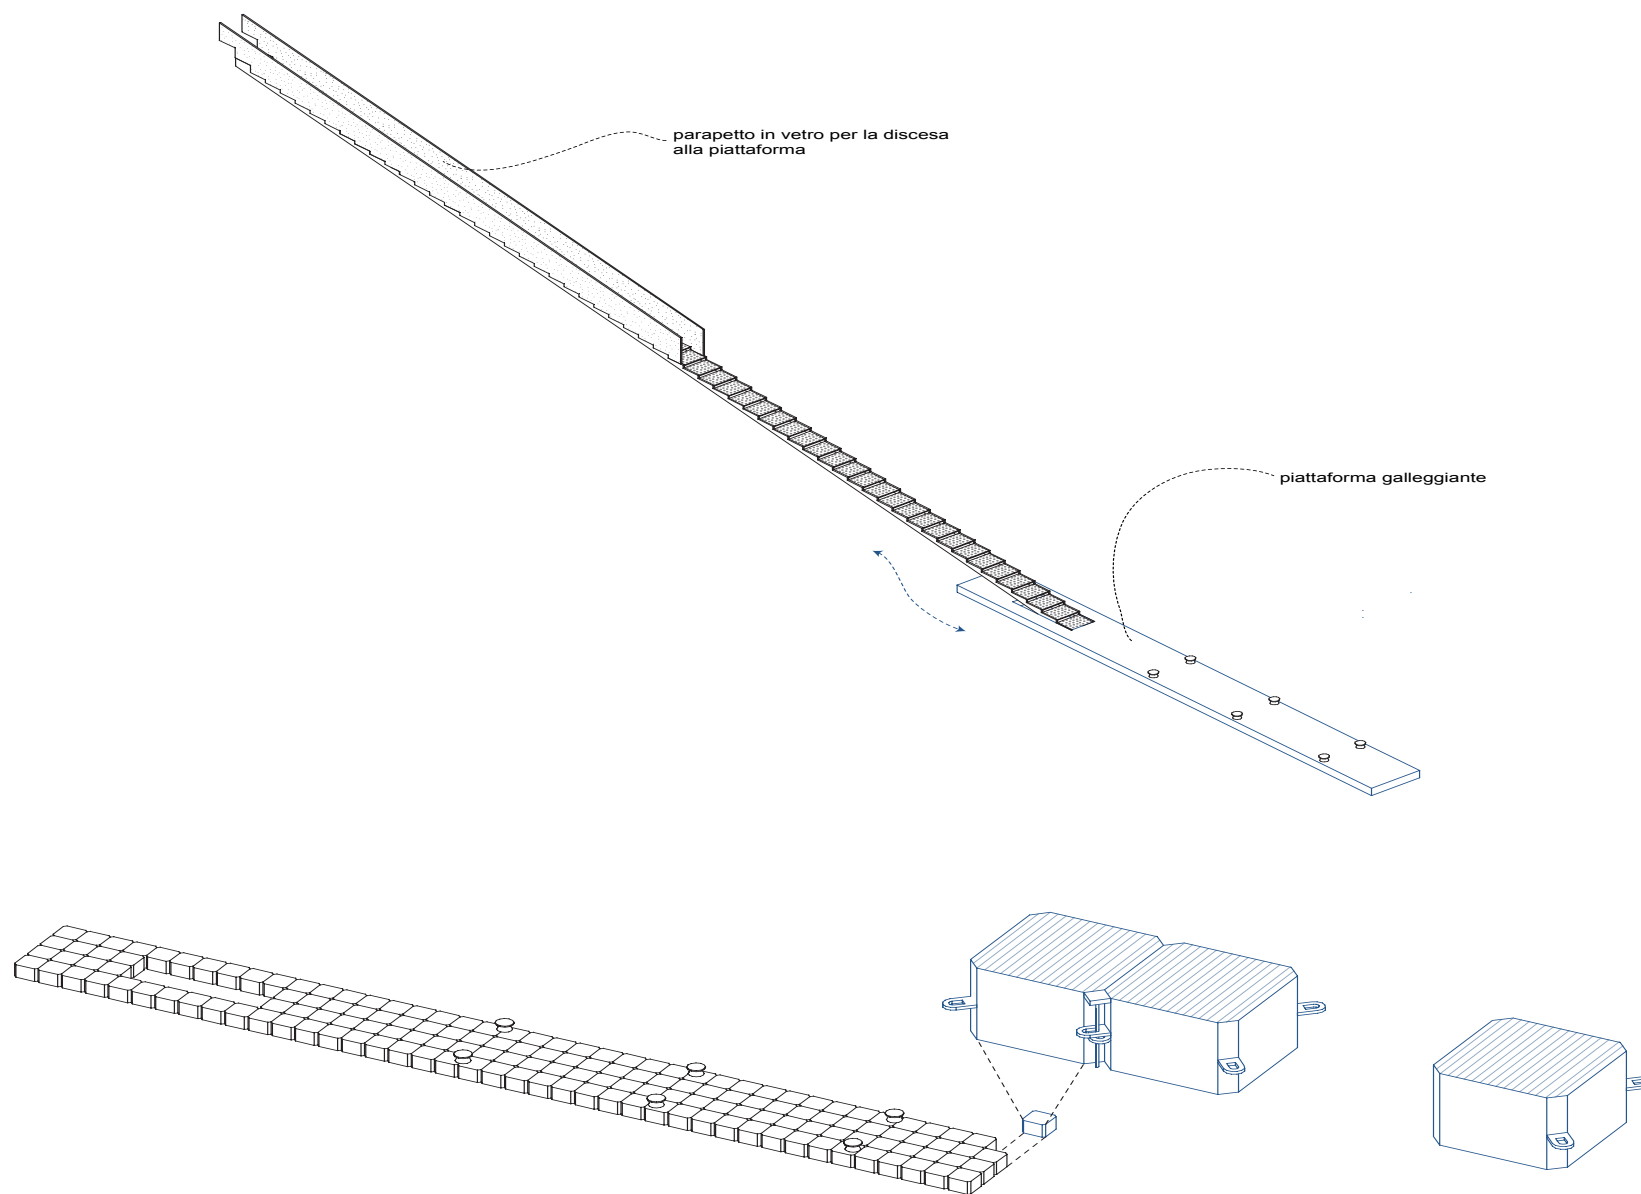 parapetto in vetro per la discesa
alla piattaforma
piattaforma galleggiante